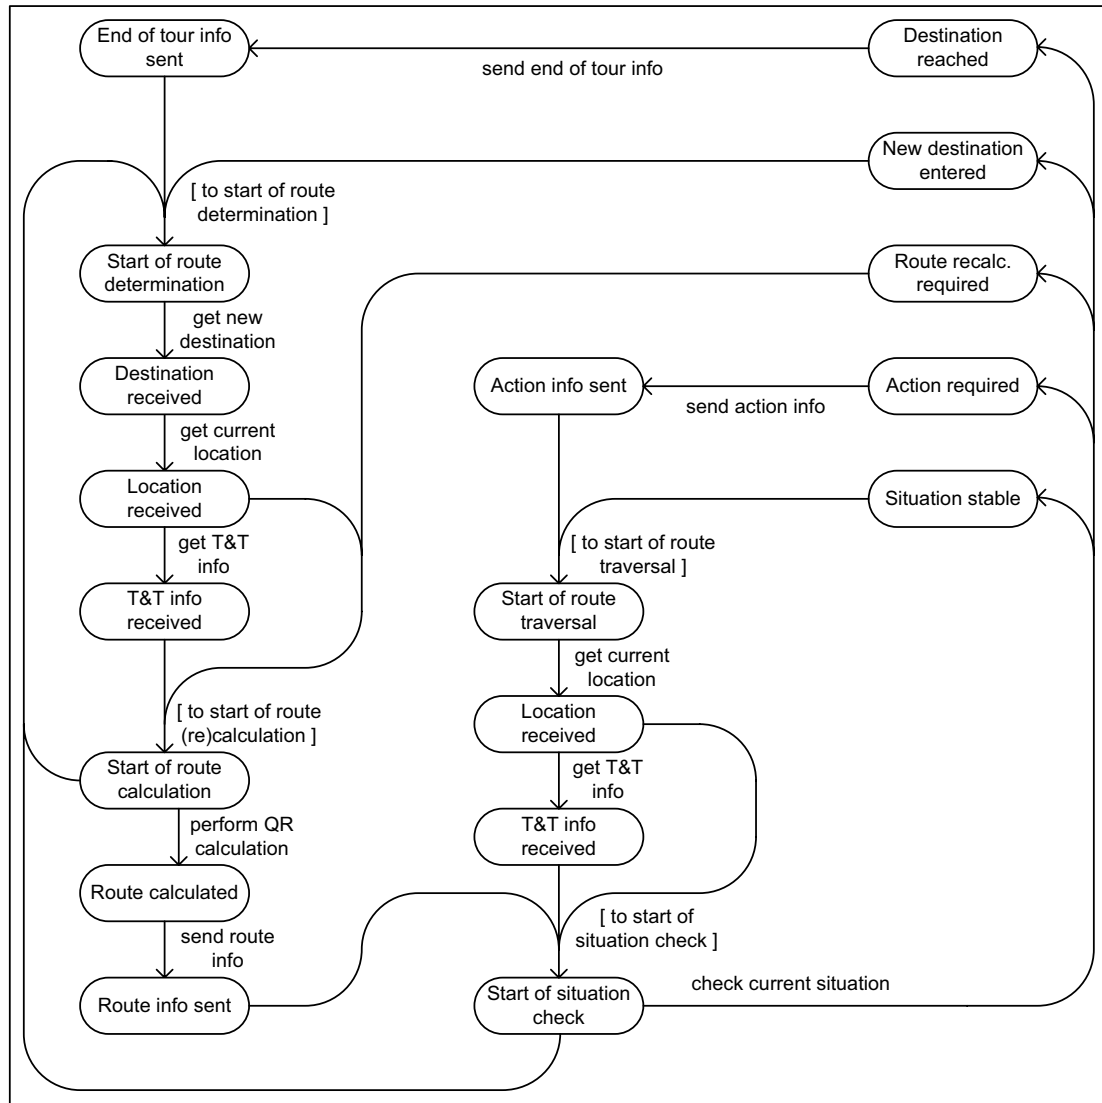 End of tour info
sent
Destination
reached
send end of tour info
New destination
entered
[ to start of route
determination ]
Start of route
determination
Route recalc.
required
get new
destination
Destination
received
Action info sent
Action required
send action info
get current
location
Location
received
Situation stable
get T&T
info
[ to start of route
traversal ]
T&T info
received
Start of route
traversal
get current
location
[ to start of route
(re)calculation ]
Location
received
Start of route
calculation
get T&T
info
perform QR
calculation
T&T info
received
Route calculated
[ to start of
situation check ]
send route
info
check current situation
Route info sent
Start of situation
check